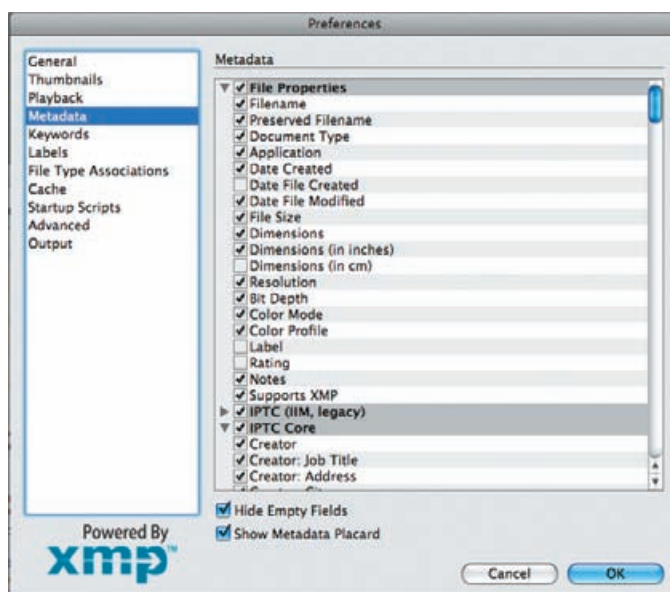 Preferences
General
Thumbnails
Playback
Metadata
Keywords
Labels
File Type Associations
Cache
Startup Scripts
Advanced
Output
Powered By
xmp™
Metadata
File Properties
Filename
Preserved Filename
Document Type
Application
Date Created
Date File Created
Date File Modified
File Size
Dimensions
Dimensions (in inches)
Dimensions (in cm)
Resolution
Bit Depth
Color Mode
Color Profile
Label
Rating
Notes
Supports XMP
IPTC (IIM, legacy)
IPTC Core
Creator
Creator: Job Title
Creator: Address
Hide Empty Fields
Show Metadata Placard
Cancel
OK